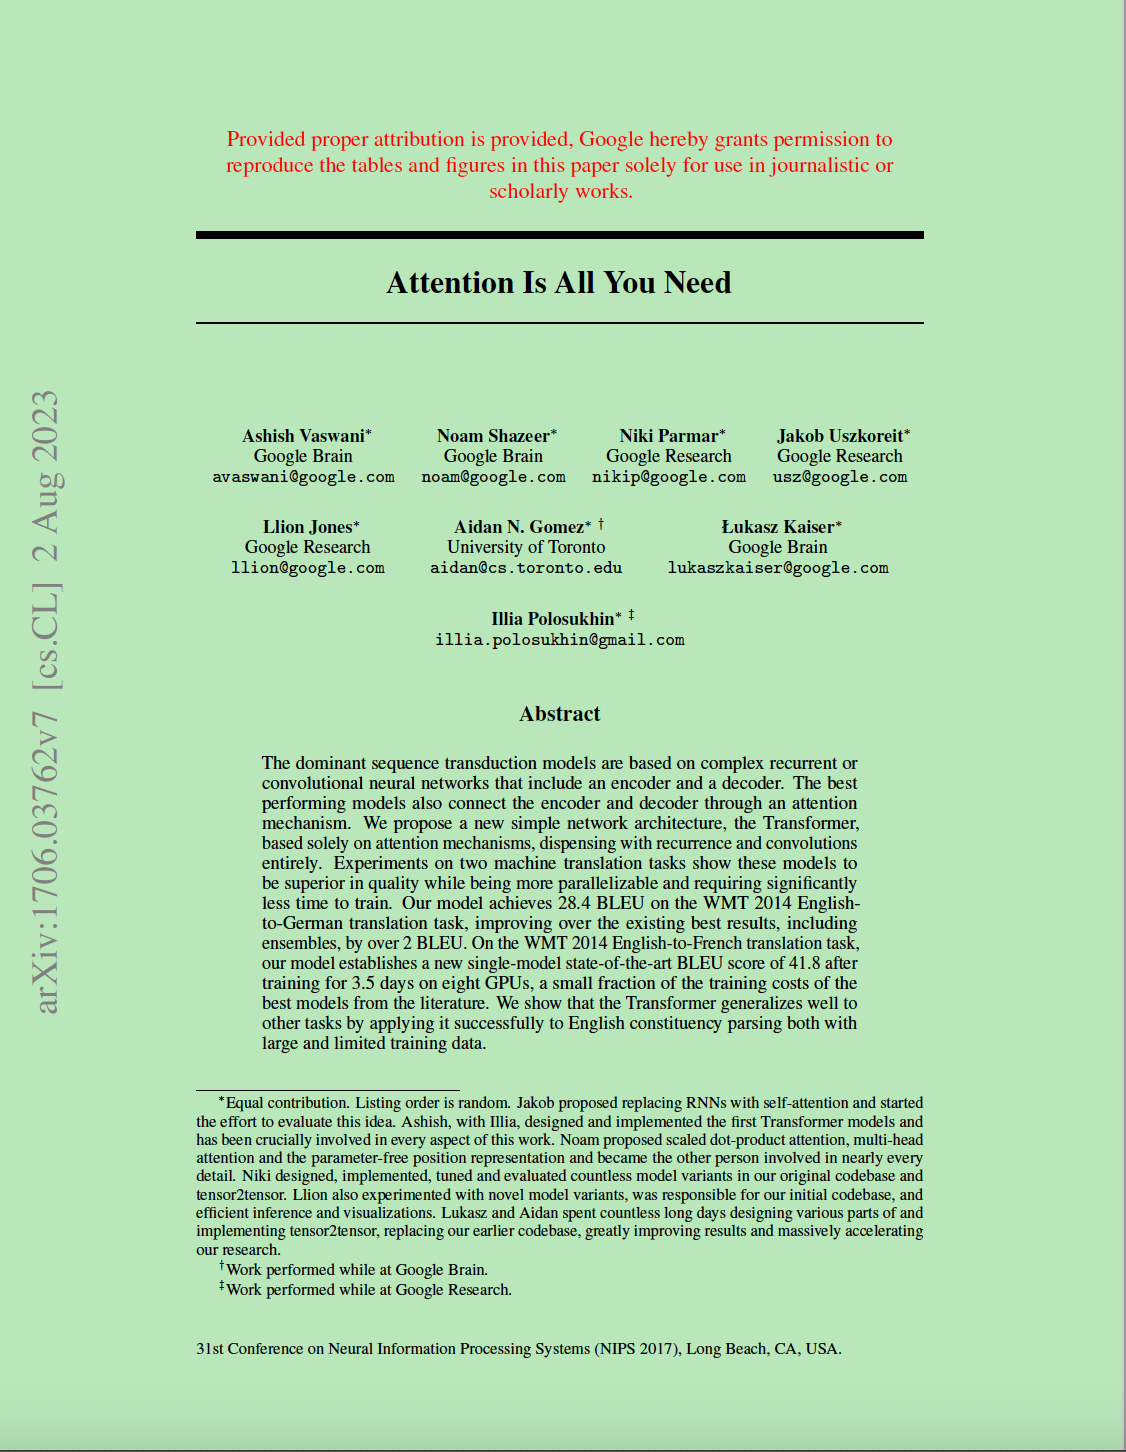 Provided proper attribution is provided, Google hereby grants permission to
reproduce the tables and figures in this paper solely for use in journalistic or
scholarly works.
Attention Is All You Need
Ashish Vaswani* Noam Shazeer* Niki Parmar* Jakob Uszkoreit*
Google Brain Google Brain Google Research Google Research
avaswani@google.com noam@google.com nikip@google.com usz@google.com
Llion Jones* Aidan N. Gomez* † Łukasz Kaiser*
Google Research University of Toronto Google Brain
llion@google.com aidan@cs.toronto.edu lukaszkaiser@google.com
Illia Polosukhin* ‡
illia.polosukhin@gmail.com
Abstract
The dominant sequence transduction models are based on complex recurrent or
convolutional neural networks that include an encoder and a decoder. The best
performing models also connect the encoder and decoder through an attention
mechanism. We propose a new simple network architecture, the Transformer,
based solely on attention mechanisms, dispensing with recurrence and convolutions
entirely. Experiments on two machine translation tasks show these models to
be superior in quality while being more parallelizable and requiring significantly
less time to train. Our model achieves 28.4 BLEU on the WMT 2014 English-
to-German translation task, improving over the existing best results, including
ensembles, by over 2 BLEU. On the WMT 2014 English-to-French translation task,
our model establishes a new single-model state-of-the-art BLEU score of 41.8 after
training for 3.5 days on eight GPUs, a small fraction of the training costs of the
best models from the literature. We show that the Transformer generalizes well to
other tasks by applying it successfully to English constituency parsing both with
large and limited training data.
*Equal contribution. Listing order is random. Jakob proposed replacing RNNs with self-attention and started
the effort to evaluate this idea. Ashish, with Illia, designed and implemented the first Transformer models and
has been crucially involved in every aspect of this work. Noam proposed scaled dot-product attention, multi-head
attention and the parameter-free position representation and became the other person involved in nearly every
detail. Niki designed, implemented, tuned and evaluated countless model variants in our original codebase and
tensor2tensor. Llion also experimented with novel model variants, was responsible for our initial codebase, and
efficient inference and visualizations. Lukasz and Aidan spent countless long days designing various parts of and
implementing tensor2tensor, replacing our earlier codebase, greatly improving results and massively accelerating
our research.
†Work performed while at Google Brain.
‡Work performed while at Google Research.
31st Conference on Neural Information Processing Systems (NIPS 2017), Long Beach, CA, USA.
arXiv:1706.03762v7 [cs.CL] 2 Aug 2023